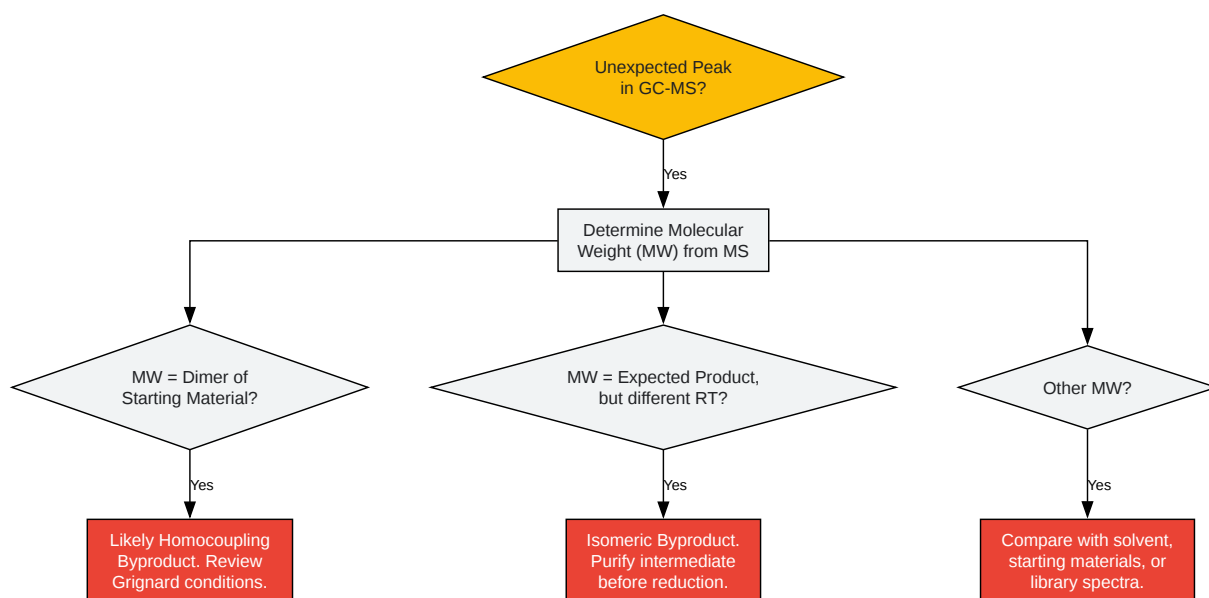 Unexpected Peak
in GC-MS?
Yes
Determine Molecular
Weight (MW) from MS
MW = Dimer of
Starting Material?
MW = Expected Product,
but different RT?
Other MW?
Yes
Yes
Yes
Likely Homocoupling
Byproduct. Review
Grignard conditions.
Isomeric Byproduct.
Purify intermediate
before reduction.
Compare with solvent,
starting materials, or
library spectra.